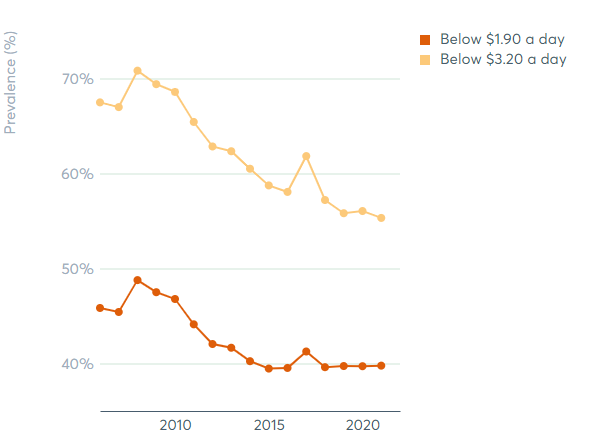 Prevalence (%)
Below $1.90 a day
Below $3.20 a day
70%
60%
50%
40%
2010 2015 2020